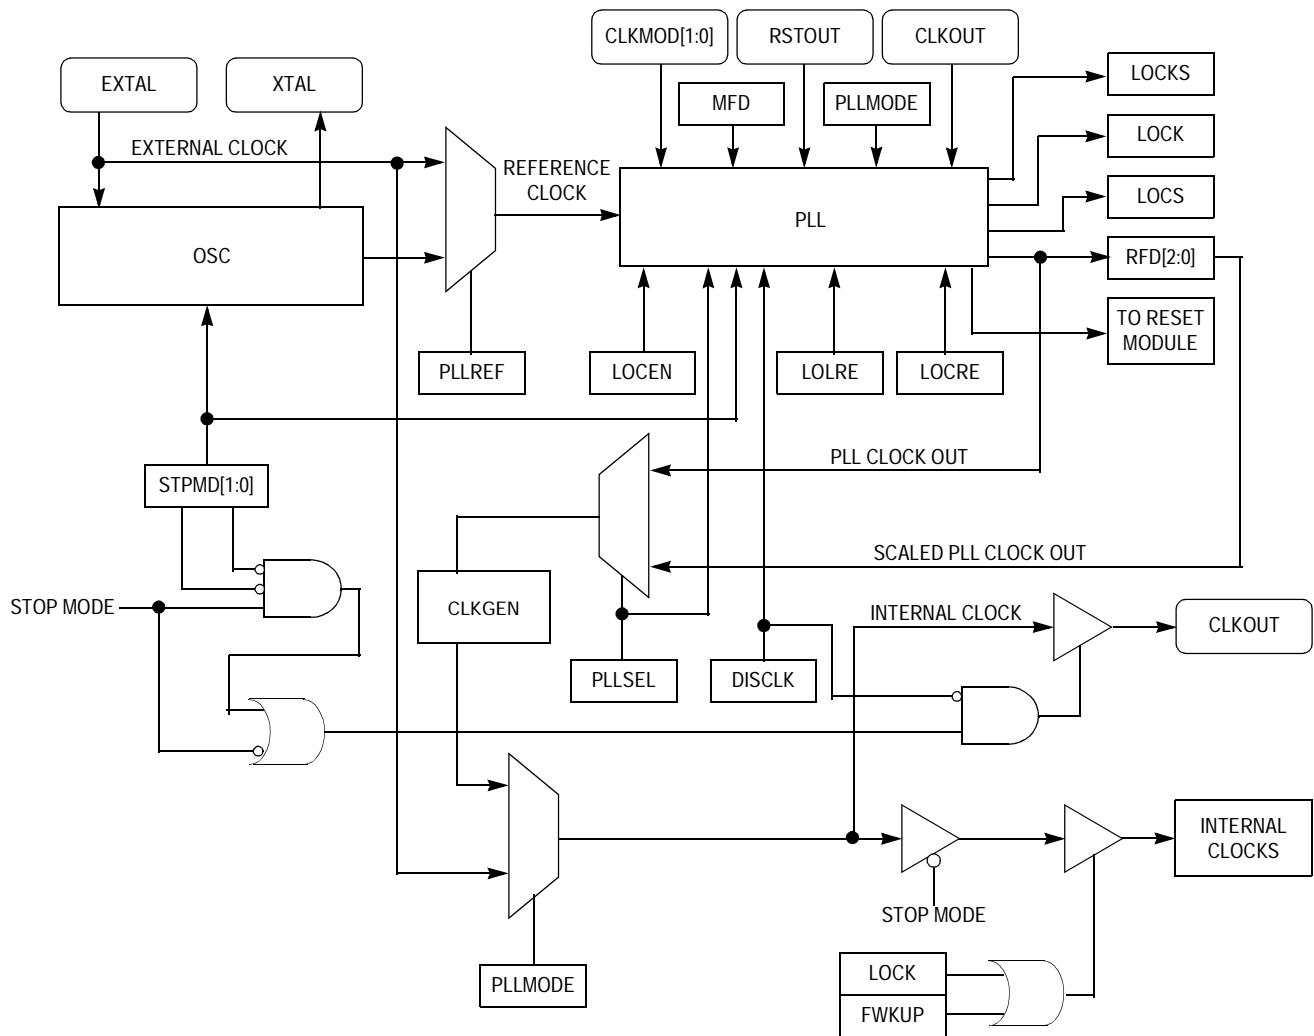 CLKMOD[1:0]
RSTOUT
CLKOUT
EXTAL
XTAL
MFD
PLLMODE
LOCKS
EXTERNAL CLOCK
REFERENCE
CLOCK
LOCK
LOCS
OSC
PLL
RFD[2:0]
TO RESET
MODULE
PLLREF
LOCEN
LOLRE
LOCRE
PLL CLOCK OUT
STPMD[1:0]
SCALED PLL CLOCK OUT
STOP MODE
CLKGEN
INTERNAL CLOCK
CLKOUT
PLLSEL
DISCLK
INTERNAL
CLOCKS
STOP MODE
PLLMODE
LOCK
FWKUP